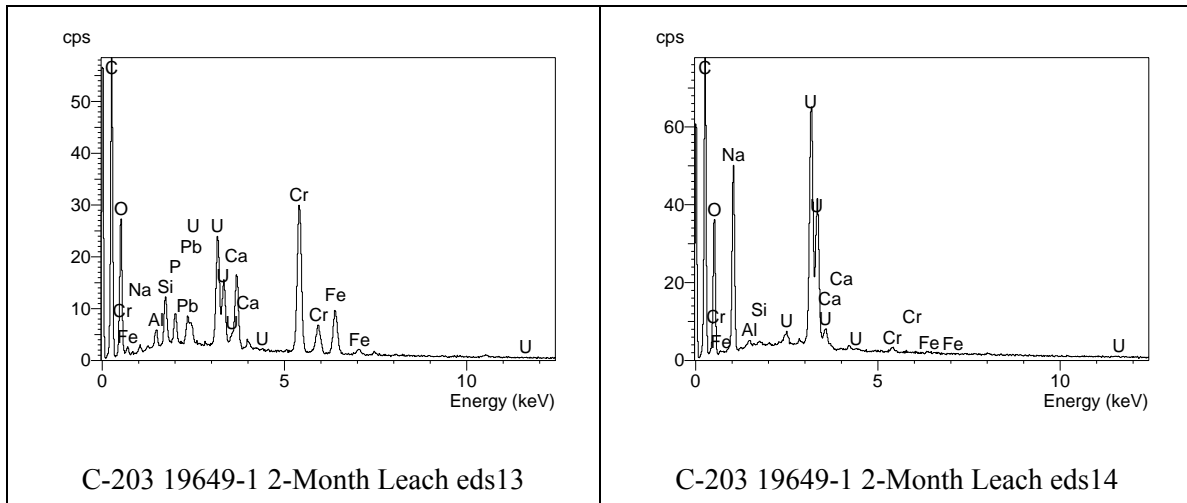 cps
50
40
30
20
10
0
C
O
Cr
Fe
Na
Al
Si
P
Pb
Pb
U
U
U
U
Ca
Ca
U
Cr
Cr
Fe
Fe
U
0 5 10
Energy (keV)
C-203 19649-1 2-Month Leach eds13
cps
60
40
20
0
C
O
Cr
Fe
Na
Al
Si
U
U
U
Ca
Ca
U
Cr
Cr
Fe Fe
U
0 5 10
Energy (keV)
C-203 19649-1 2-Month Leach eds14